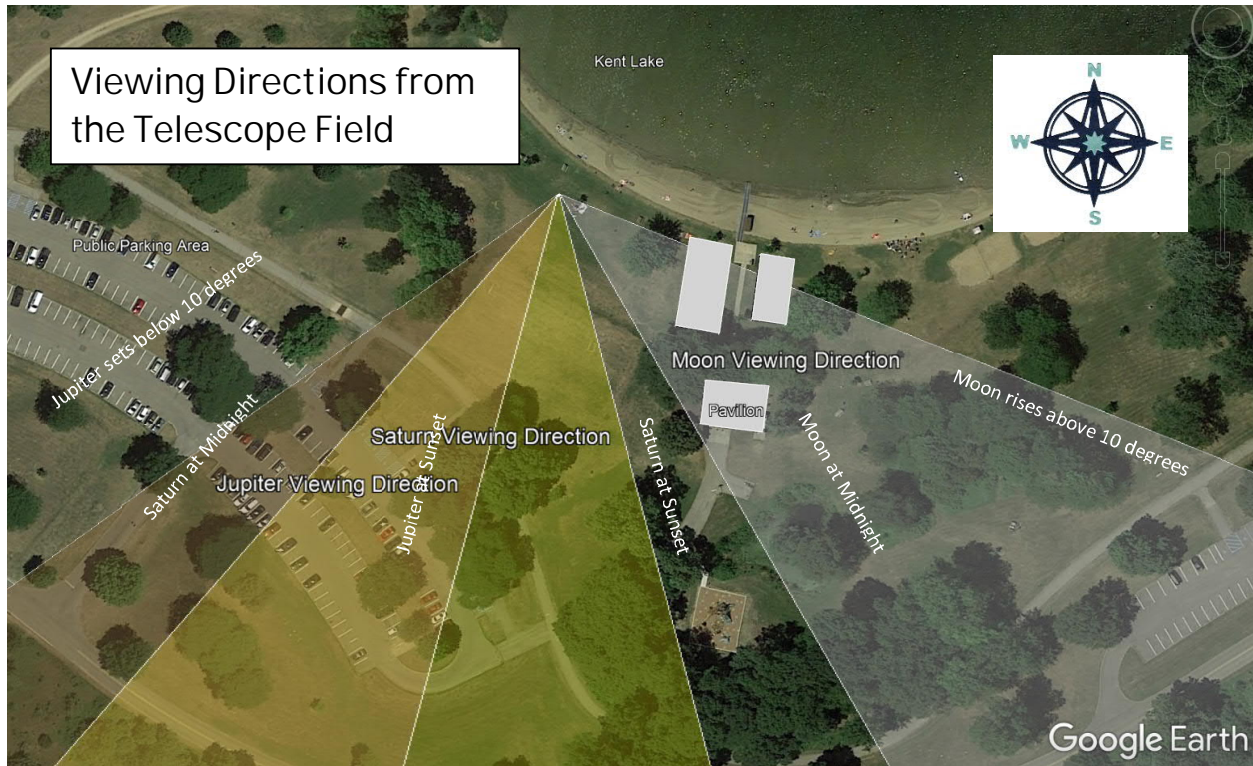 Viewing Directions from
the Telescope Field
Kent Lake
N
W
E
S
Public Parking Area
Jupiter sets below 10 degrees
Moon Viewing Direction
Moon rises above 10 degrees
Pavilion
Saturn at Midnight
Saturn Viewing Direction
Jupiter at Sunset
Saturn at Sunset
Moon at Midnight
Jupiter Viewing Direction
Google Earth